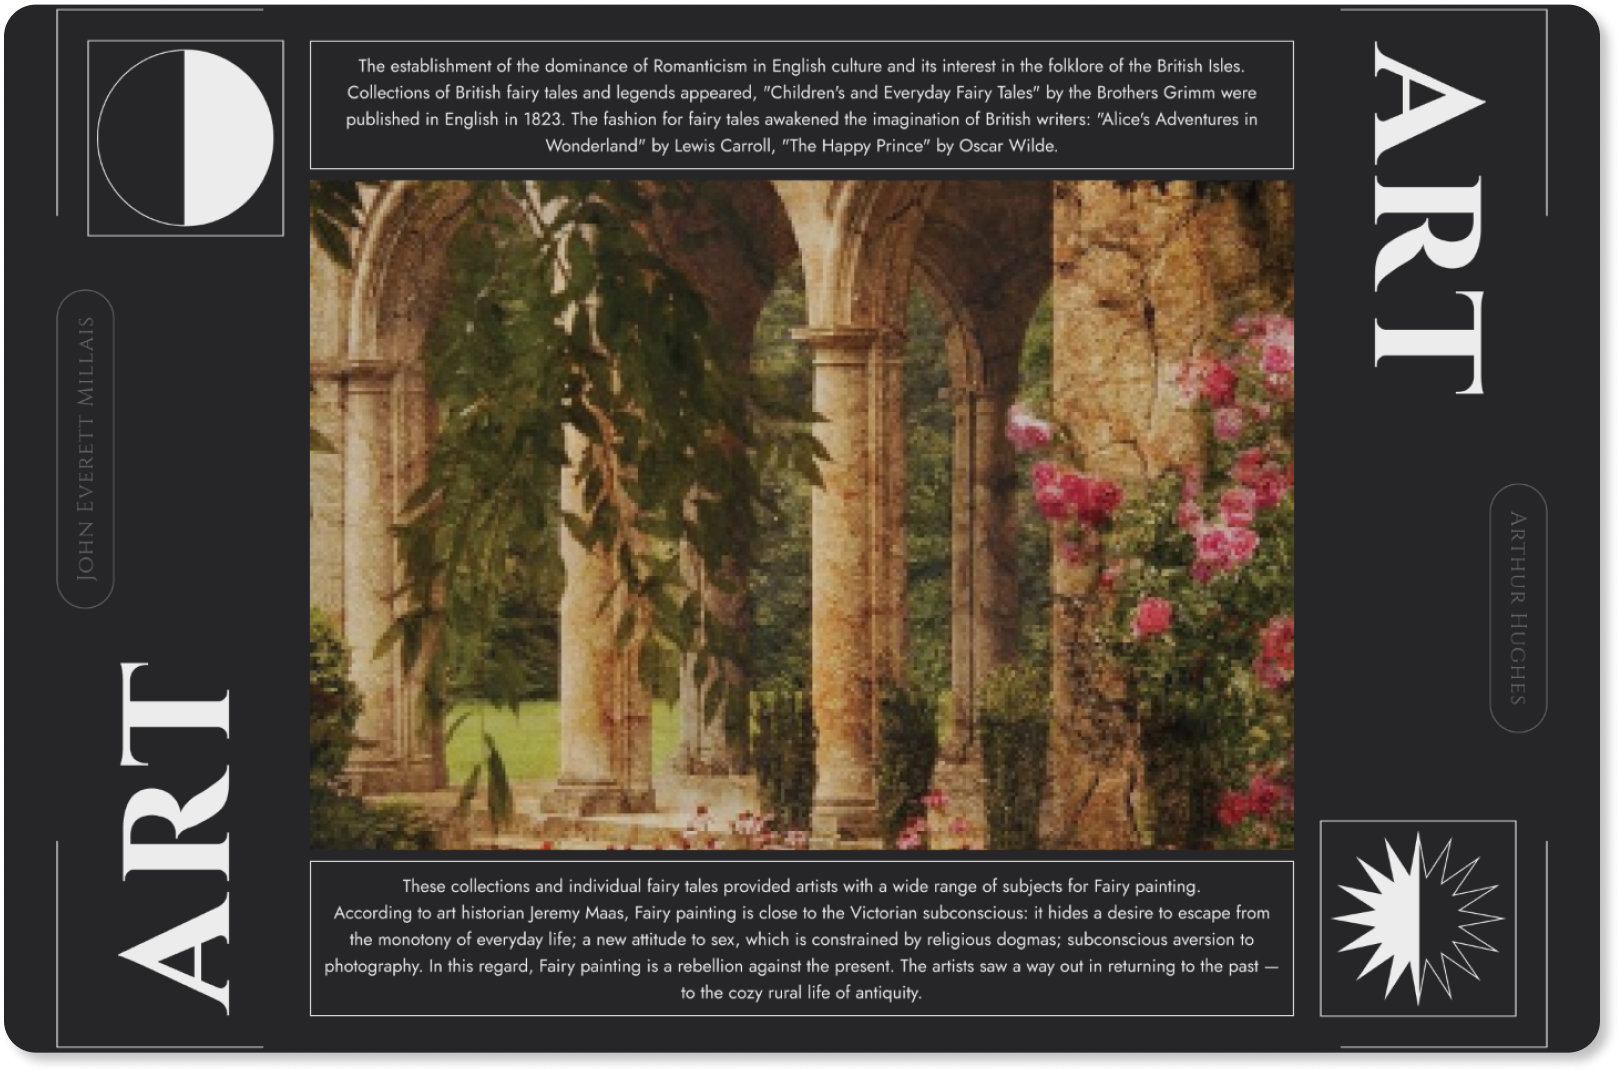 The establishment of the dominance of Romanticism in English culture and its interest in the folklore of the British Isles.
Collections of British fairy tales and legends appeared, "Children's and Everyday Fairy Tales" by the Brothers Grimm were
published in English in 1823. The fashion for fairy tales awakened the imagination of British writers: "Alice's Adventures in
Wonderland" by Lewis Carroll, "The Happy Prince" by Oscar Wilde.
ART
John Everett Millais
ART
Arthur Hughes
These collections and individual fairy tales provided artists with a wide range of subjects for Fairy painting.
According to art historian Jeremy Maas, Fairy painting is close to the Victorian subconscious: it hides a desire to escape from
the monotony of everyday life; a new attitude to sex, which is constrained by religious dogmas; subconscious aversion to
photography. In this regard, Fairy painting is a rebellion against the present. The artists saw a way out in returning to the past —
to the cozy rural life of antiquity.